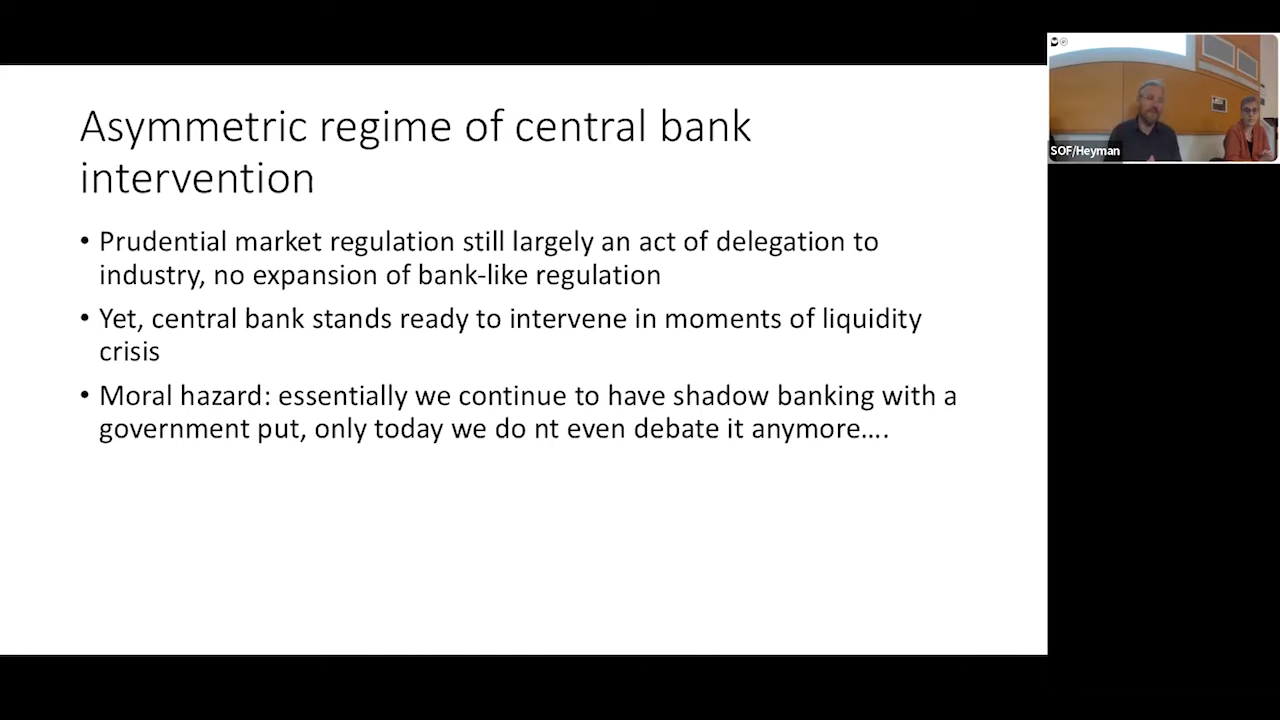 Asymmetric regime of central bank
intervention
• Prudential market regulation still largely an act of delegation to
industry, no expansion of bank-like regulation
• Yet, central bank stands ready to intervene in moments of liquidity
crisis
• Moral hazard: essentially we continue to have shadow banking with a
government put, only today we do nt even debate it anymore....
SOF/Heyman